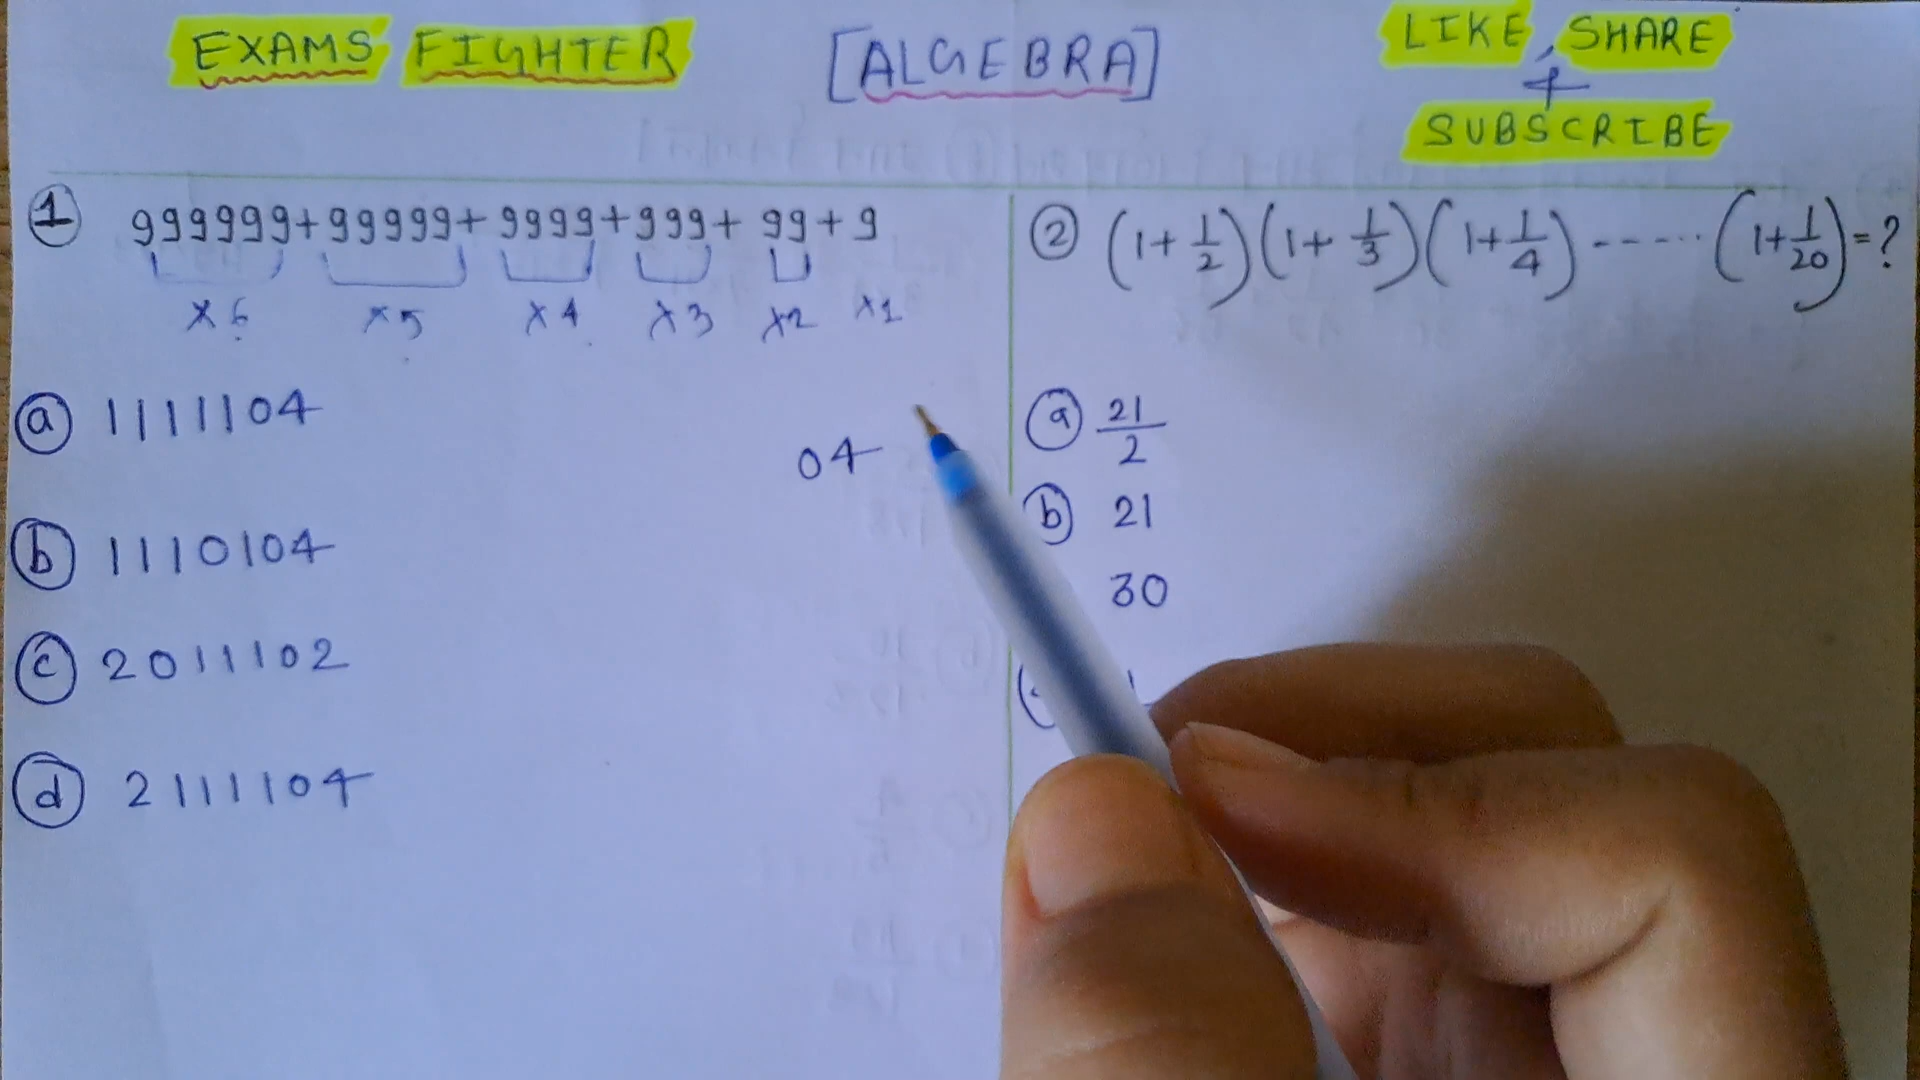 EXAMS FIGHTER
[ALGEBRA]
LIKE, SHARE
+
SUBSCRIBE
① 999999+99999+9999+999+99+9
×6 ×5 ×4 ×3 ×2 ×1
ⓐ 1111104
ⓑ 1110104
ⓒ 2011102
ⓓ 2111104
04
② (1+1/2)(1+1/3)(1+1/4)-----..(1+1/20)=?
ⓐ 21/2
ⓑ 21
30